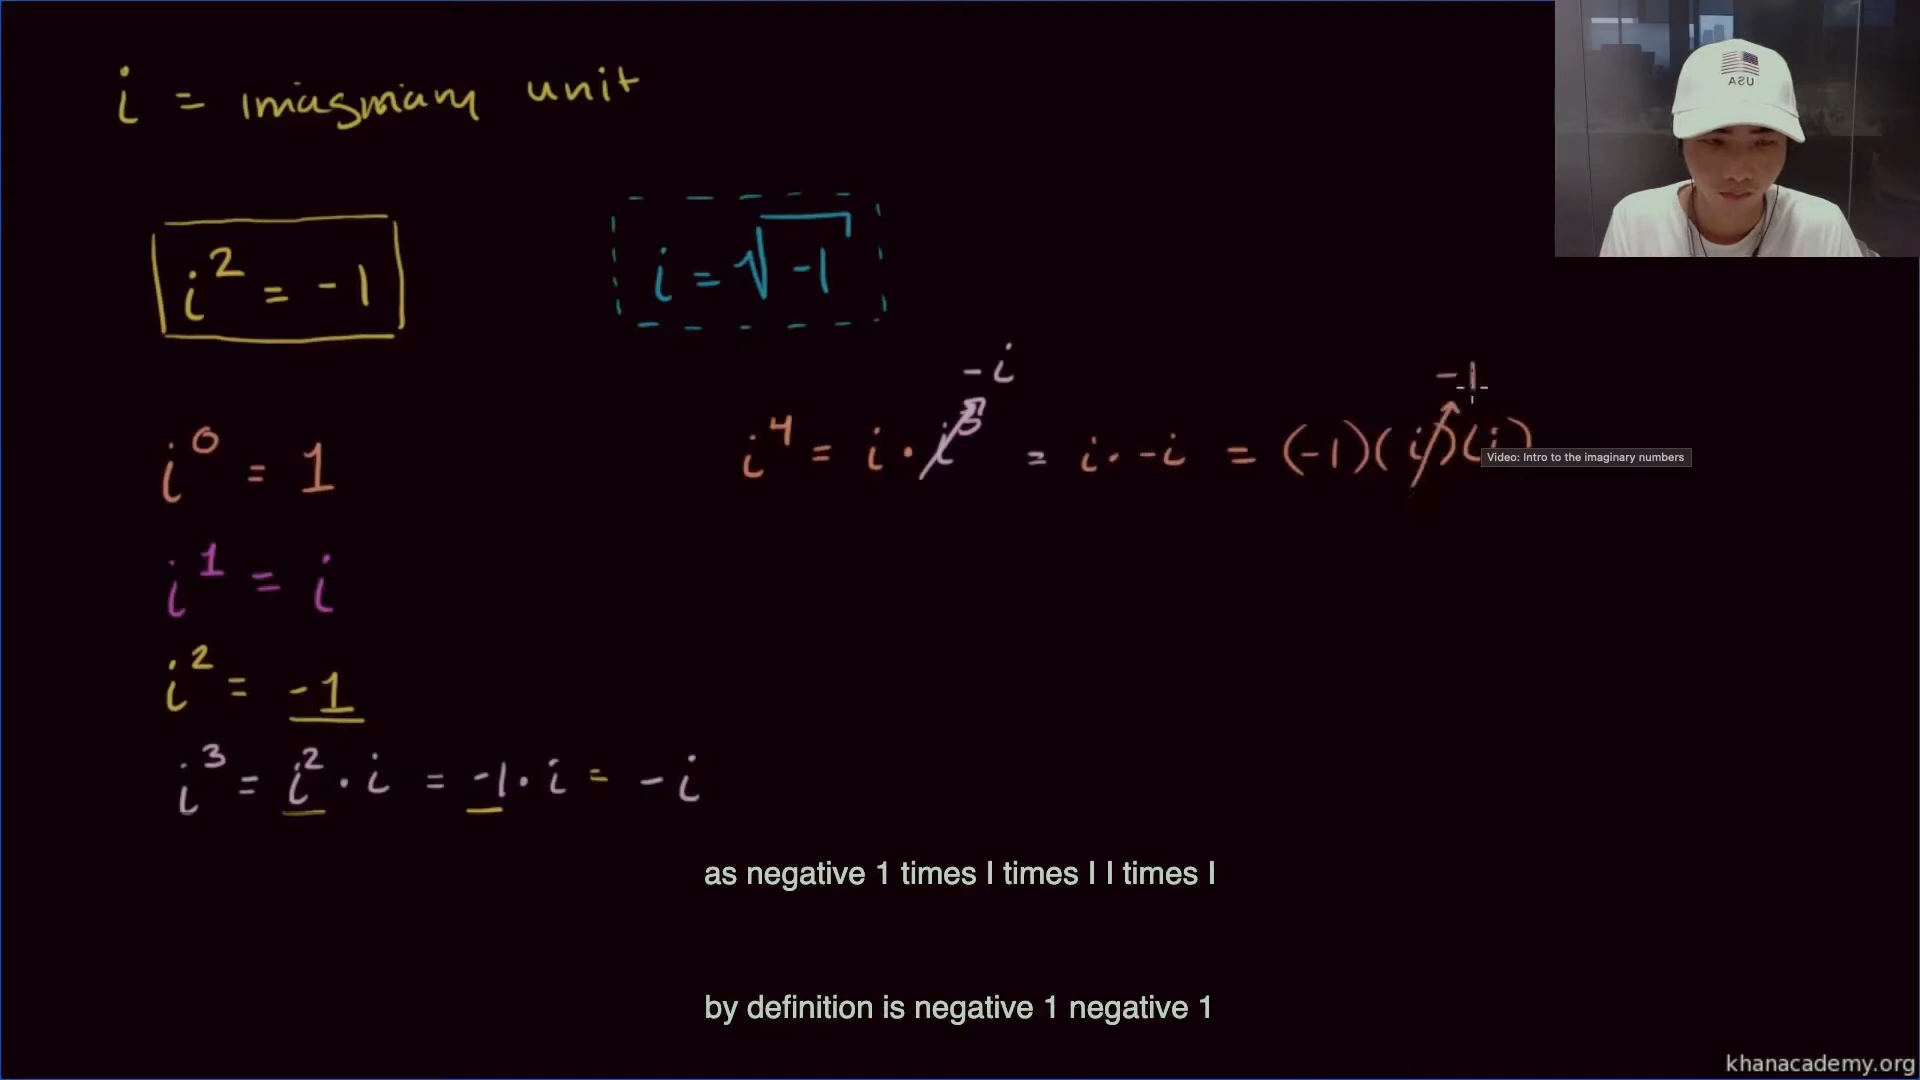 i = imaginary unit
USA
i² = -1
i = √-1
-i
-1
i⁰ = 1
i⁴ = i · i³ = i · -i = (-1)(i)(i)
Video: Intro to the imaginary numbers
i¹ = i
i² = -1
i³ = i² · i = -1 · i = -i
as negative 1 times I times I I times I
by definition is negative 1 negative 1
khanacademy.org